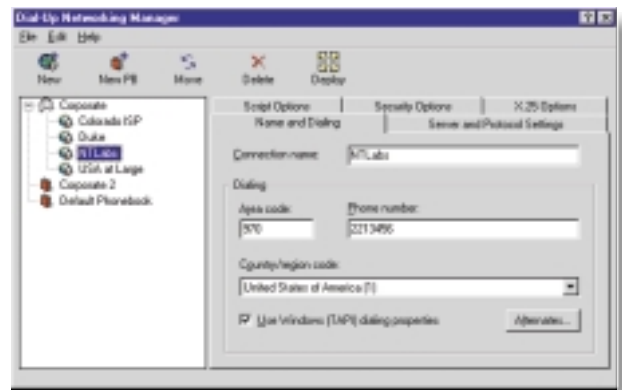 Dial-Up Networking Manager
File Edit Help
New New PB Move Delete Deploy
Corporate
Colorado ISP
Duke
NTLabs
USA at Large
Corporate 2
Default Phonebook
Script Options Security Options X.25 Options
Name and Dialing Server and Protocol Settings
Connection name: NTLabs
Dialing
Area code: Phone number:
970 2213456
Country/region code:
United States of America (1)
Use Windows (TAPI) dialing properties Alternates...